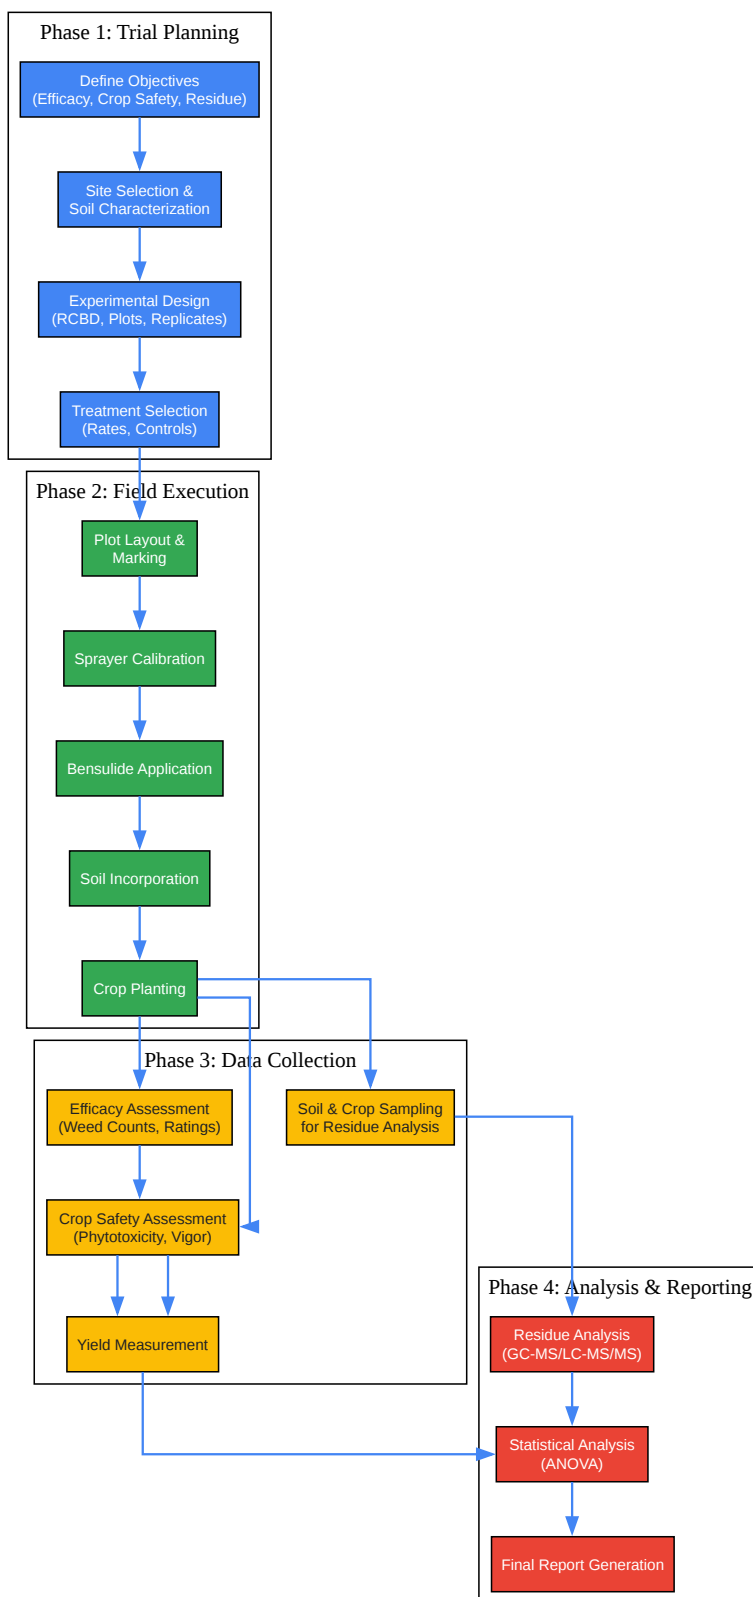 Phase 1: Trial Planning
Define Objectives
(Efficacy, Crop Safety, Residue)
Site Selection &
Soil Characterization
Experimental Design
(RCBD, Plots, Replicates)
Treatment Selection
(Rates, Controls)
Phase 2: Field Execution
Plot Layout &
Marking
Sprayer Calibration
Bensulide Application
Soil Incorporation
Crop Planting
Phase 3: Data Collection
Efficacy Assessment
(Weed Counts, Ratings)
Soil & Crop Sampling
for Residue Analysis
Crop Safety Assessment
(Phytotoxicity, Vigor)
Yield Measurement
Phase 4: Analysis & Reporting
Residue Analysis
(GC-MS/LC-MS/MS)
Statistical Analysis
(ANOVA)
Final Report Generation